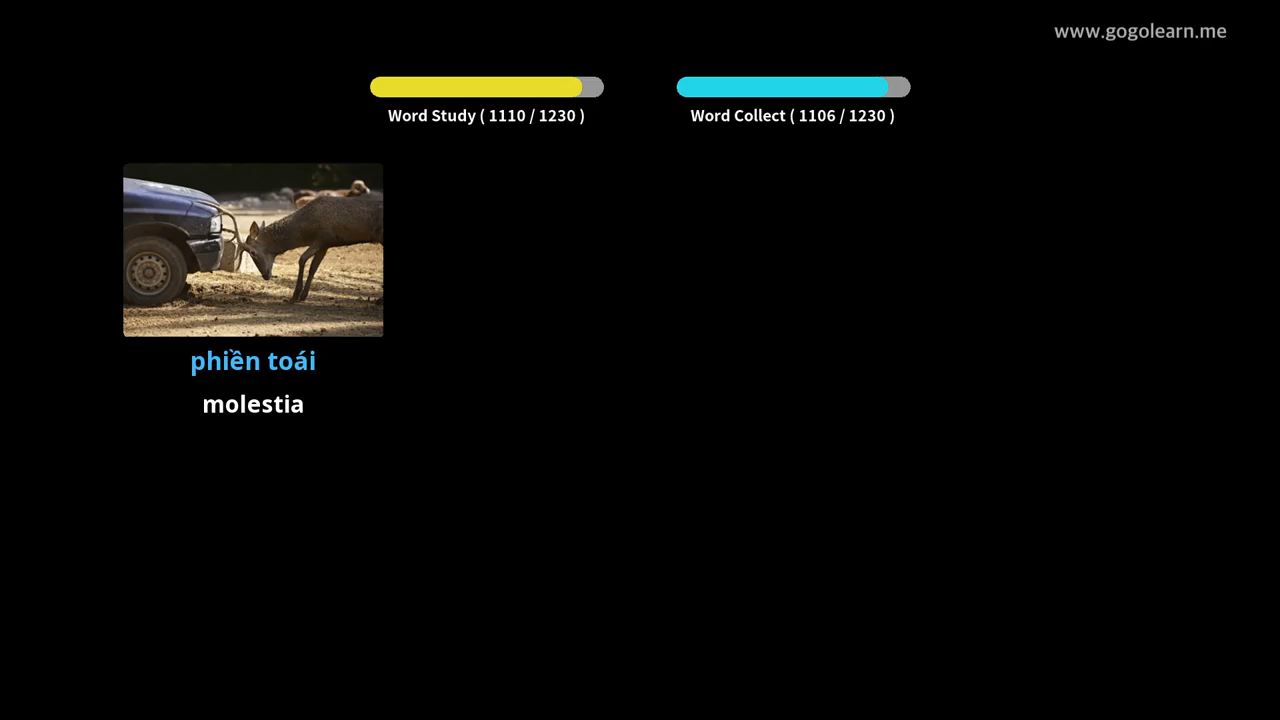 www.gogolearn.me
Word Study ( 1110 / 1230 )
Word Collect ( 1106 / 1230 )
phiền toái
molestia